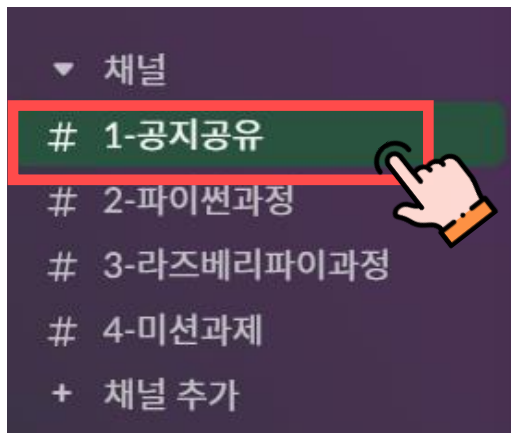 채널
# 1-공지공유
# 2-파이썬과정
# 3-라즈베리파이과정
# 4-미션과제
+ 채널 추가